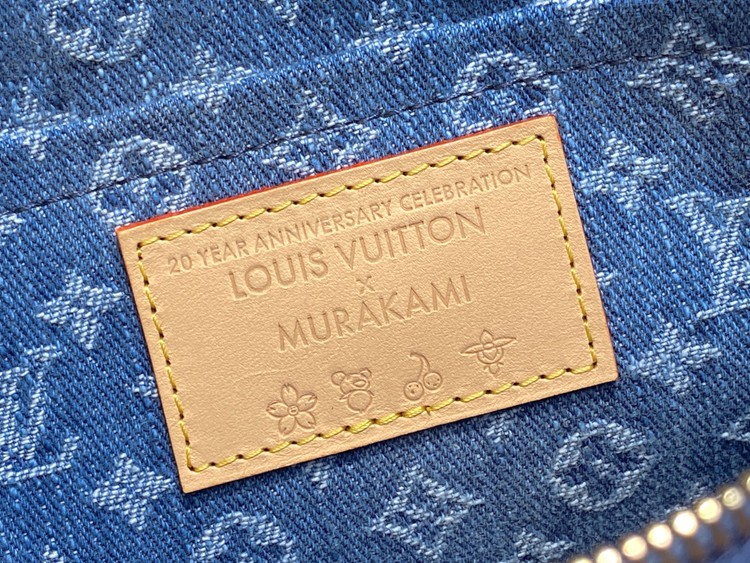 20 YEAR ANNIVERSARY CELEBRATION
LOUIS VUITTON
×
MURAKAMI